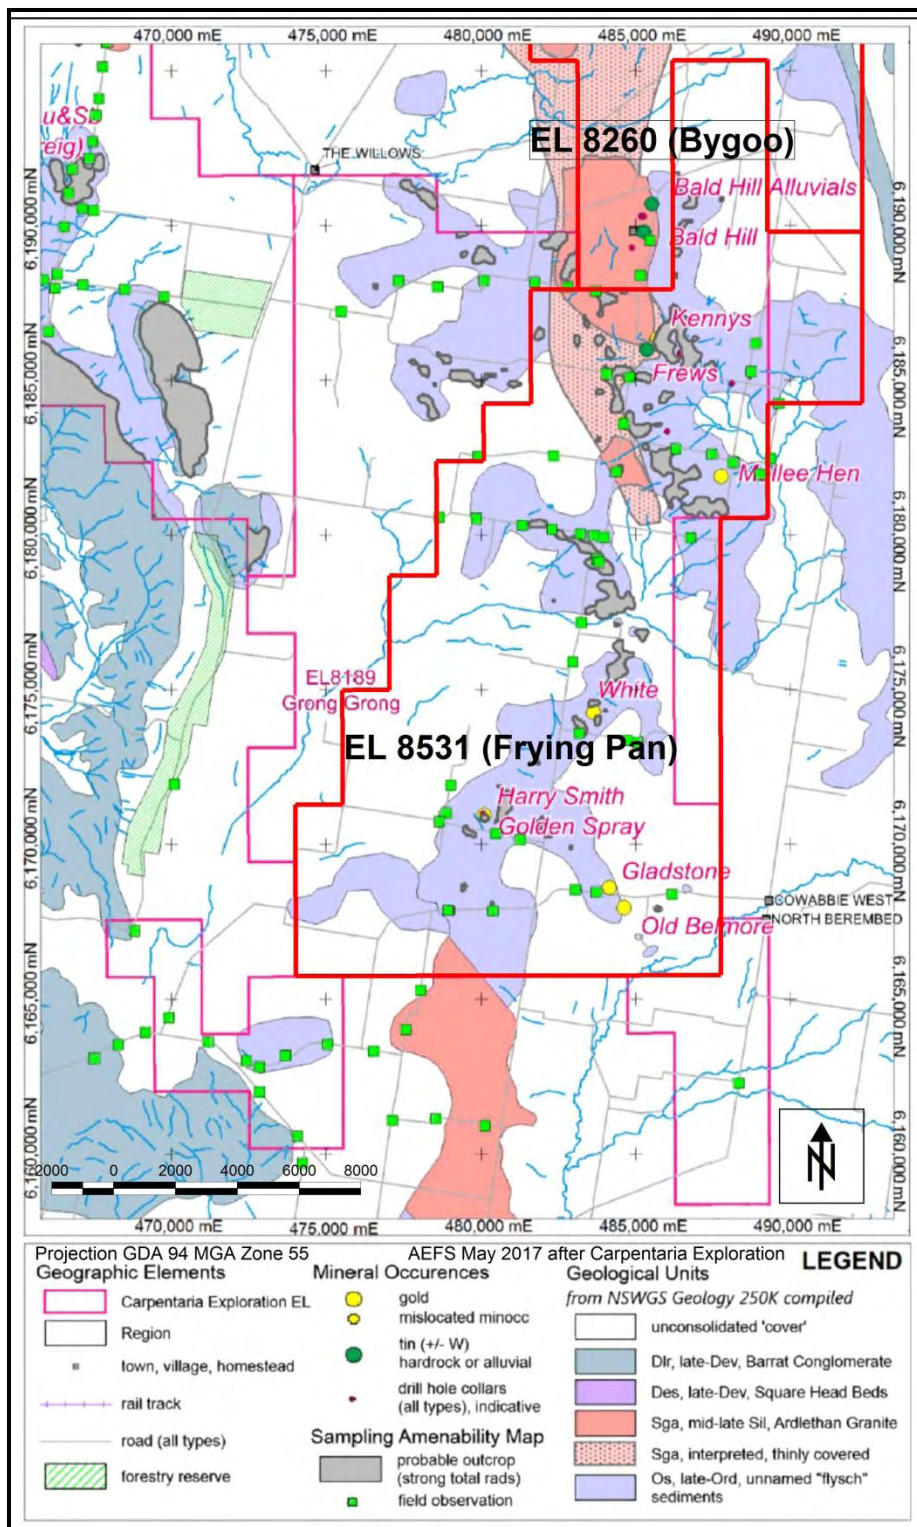 470,000 mE 475,000 mE 480,000 mE 485,000 mE 490,000 mE
EL 8260 (Bygoo)
THE WILLOWS
Bald Hill Alluvials
Bald Hill
Kennys
Frews
Mallee Hen
6,190,000 mN
6,185,000 mN
6,180,000 mN
6,175,000 mN
6,170,000 mN
6,165,000 mN
6,160,000 mN
6,190,000 mN
6,185,000 mN
6,180,000 mN
6,175,000 mN
6,170,000 mN
6,165,000 mN
6,160,000 mN
EL8189
Grong Grong
White
EL 8531 (Frying Pan)
Harry Smith
Golden Spray
Gladstone
Old Belmore
COWABBIE WEST
NORTH BEREMBED
2000 0 2000 4000 6000 8000
N
470,000 mE 475,000 mE 480,000 mE 485,000 mE 490,000 mE
Projection GDA 94 MGA Zone 55 AEFS May 2017 after Carpentaria Exploration LEGEND
Geographic Elements
Carpentaria Exploration EL
Region
town, village, homestead
rail track
road (all types)
forestry reserve
Mineral Occurences
gold
mislocated minocc
tin (+/- W)
hardrock or alluvial
drill hole collars
(all types), indicative
Sampling Amenability Map
probable outcrop
(strong total rads)
field observation
Geological Units
from NSWGS Geology 250K compiled
unconsolidated 'cover'
Dlr, late-Dev, Barrat Conglomerate
Des, late-Dev, Square Head Beds
Sga, mid-late Sil, Ardlethan Granite
Sga, interpreted, thinly covered
Os, late-Ord, unnamed "flysch"
sediments